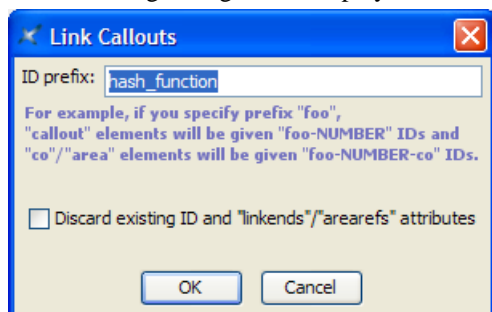 Link Callouts
ID prefix: hash_function
For example, if you specify prefix "foo",
"callout" elements will be given "foo-NUMBER" IDs and
"co"/"area" elements will be given "foo-NUMBER-co" IDs.
Discard existing ID and "linkends"/"arearefs" attributes
OK Cancel